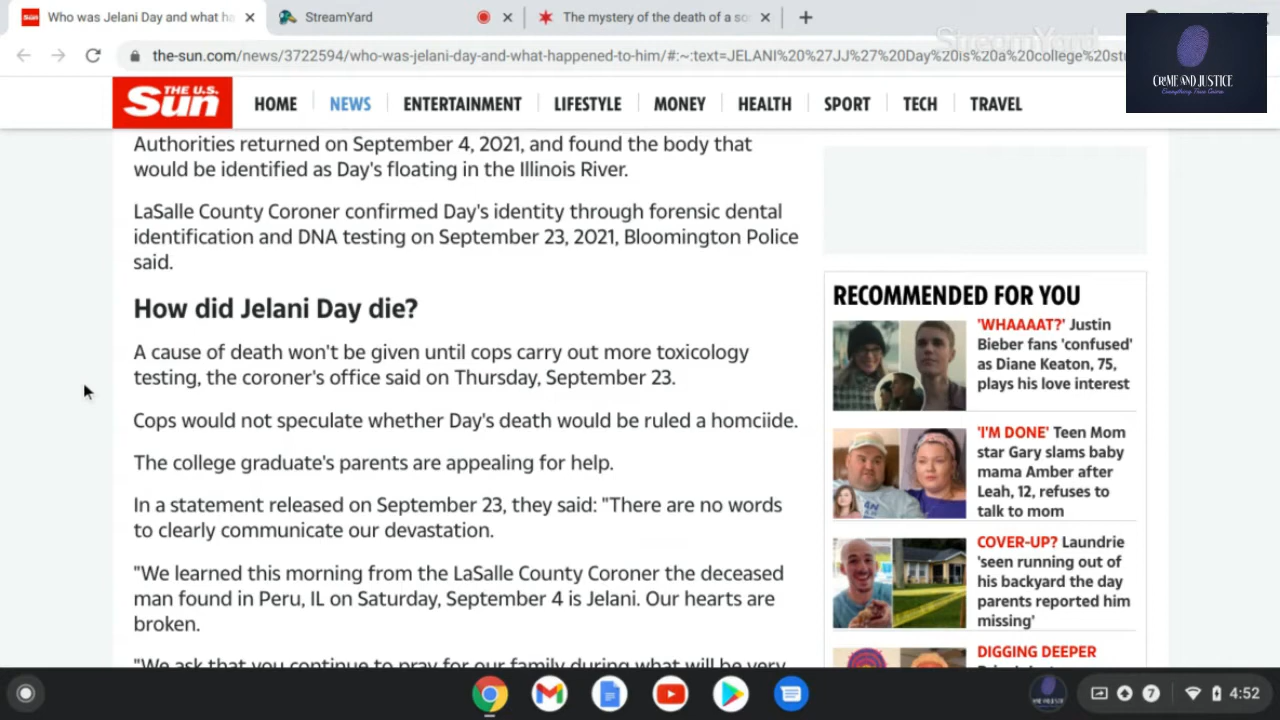 Who was Jelani Day and what ha
StreamYard
The mystery of the death of a so
the-sun.com/news/3722594/who-was-jelani-day-and-what-happened-to-him/#:~:text=JELANI%20%27JJ%27%20Day%20is%20a%20college%20stu
StreamYard
CRIME AND JUSTICE
Everything True Crime
THE U.S. Sun
HOME NEWS ENTERTAINMENT LIFESTYLE MONEY HEALTH SPORT TECH TRAVEL
Authorities returned on September 4, 2021, and found the body that
would be identified as Day's floating in the Illinois River.
LaSalle County Coroner confirmed Day's identity through forensic dental
identification and DNA testing on September 23, 2021, Bloomington Police
said.
How did Jelani Day die?
A cause of death won't be given until cops carry out more toxicology
testing, the coroner's office said on Thursday, September 23.
Cops would not speculate whether Day's death would be ruled a homciide.
The college graduate's parents are appealing for help.
In a statement released on September 23, they said: "There are no words
to clearly communicate our devastation.
"We learned this morning from the LaSalle County Coroner the deceased
man found in Peru, IL on Saturday, September 4 is Jelani. Our hearts are
broken.
"We ask that you continue to pray for our family during what will be very
RECOMMENDED FOR YOU
'WHAAAAT?' Justin
Bieber fans 'confused'
as Diane Keaton, 75,
plays his love interest
'I'M DONE' Teen Mom
star Gary slams baby
mama Amber after
Leah, 12, refuses to
talk to mom
COVER-UP? Laundrie
'seen running out of
his backyard the day
parents reported him
missing'
DIGGING DEEPER
7
4:52